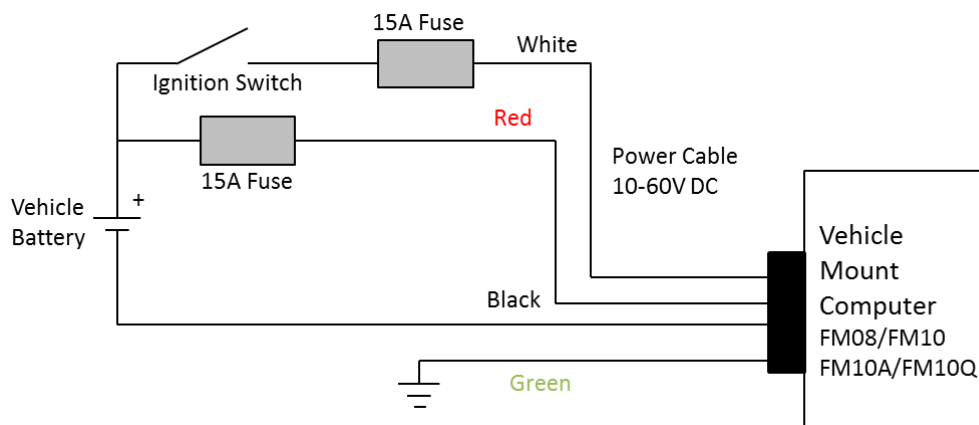 15A Fuse
White
Ignition Switch
Red
15A Fuse
Power Cable
10-60V DC
Vehicle
Battery
+
Black
Green
Vehicle
Mount
Computer
FM08/FM10
FM10A/FM10Q